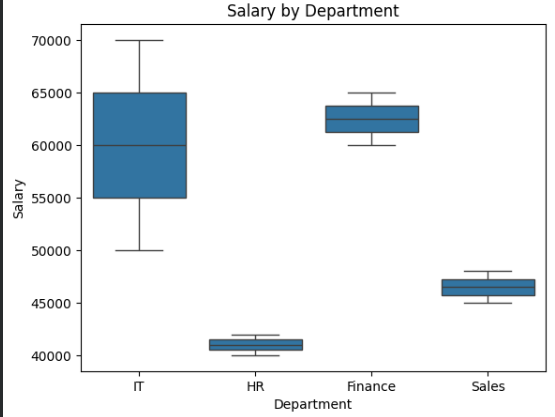 Salary by Department
70000
65000
60000
55000
50000
45000
40000
Salary
IT HR Finance Sales
Department